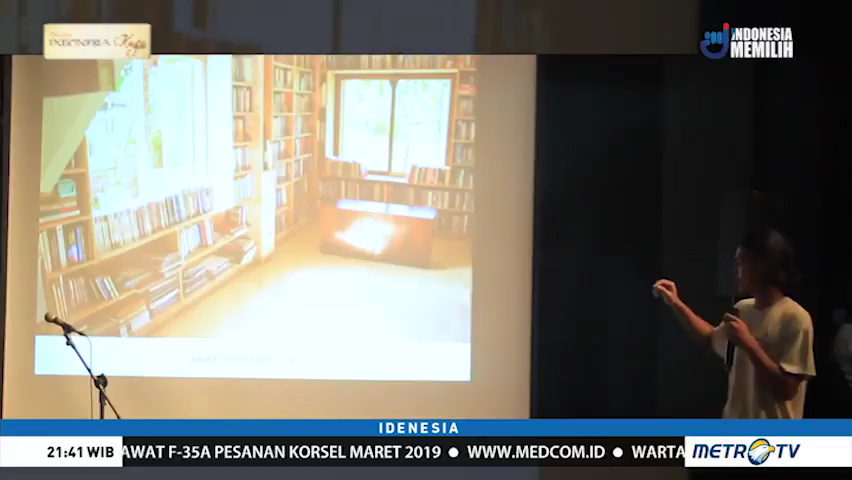 INDONESIA
MEMILIH
IDENESIA
21:41 WIB
AWAT F-35A PESANAN KORSEL MARET 2019 ● WWW.MEDCOM.ID ● WARTA
METRO TV